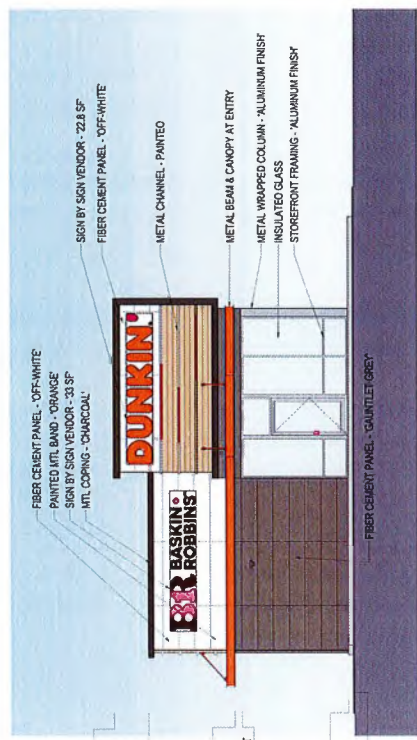 FIBER CEMENT PANEL - 'OFF-WHITE'
PAINTED MTL BAND - 'ORANGE'
SIGN BY SIGN VENDOR - '33 SF'
MTL COPING - 'CHARCOAL'
SIGN BY SIGN VENDOR - '22.8 SF'
FIBER CEMENT PANEL - 'OFF-WHITE'
METAL CHANNEL - PAINTED
METAL BEAM & CANOPY AT ENTRY
METAL WRAPPED COLUMN - 'ALUMINUM FINISH'
INSULATED GLASS
STOREFRONT FRAMING - 'ALUMINUM FINISH'
DUNKIN'
BR BASKIN
ROBBINS
FIBER CEMENT PANEL - 'GAUNTLET GREY'